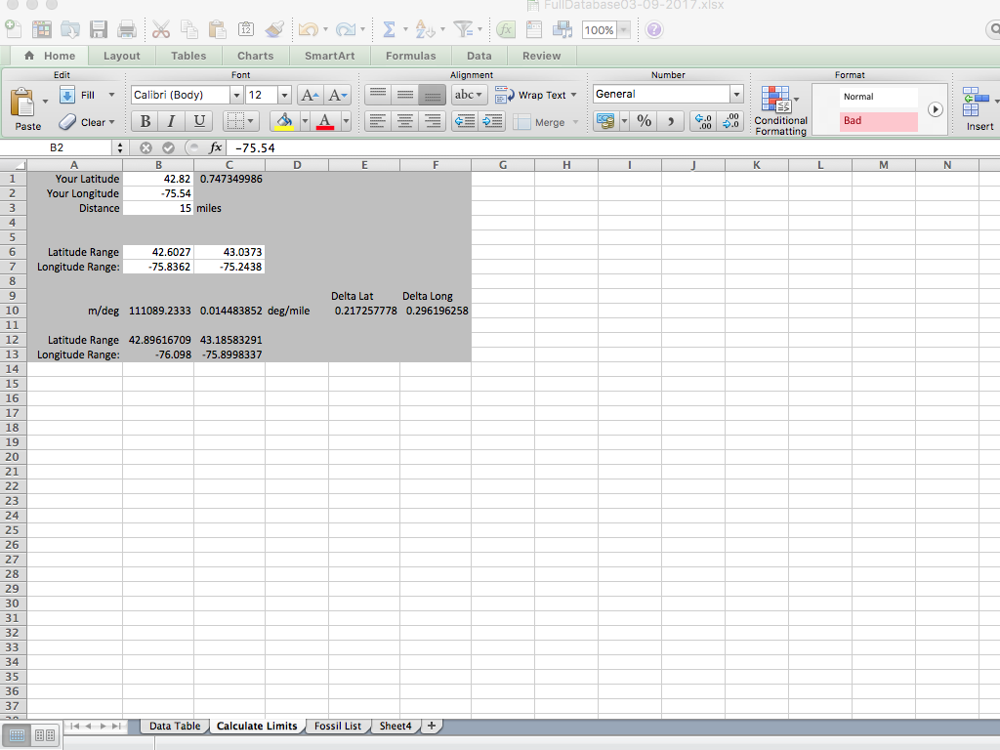 FullDatabase03-09-2017.xlsx
12 100%
Home Layout Tables Charts SmartArt Formulas Data Review
Edit Font Alignment Number Format
Fill Calibri (Body) 12 A A abc Wrap Text General Normal
Paste Clear B I U A Merge % , .0 .00 .00 .0 Conditional Formatting Bad Insert
B2 fx -75.54
A B C D E F G H I J K L M N
1 Your Latitude 42.82 0.747349986
2 Your Longitude -75.54
3 Distance 15 miles
4
5
6 Latitude Range 42.6027 43.0373
7 Longitude Range: -75.8362 -75.2438
8
9 Delta Lat Delta Long
10 m/deg 111089.2333 0.014483852 deg/mile 0.217257778 0.296196258
11
12 Latitude Range 42.89616709 43.18583291
13 Longitude Range: -76.098 -75.8998337
14
15
16
17
18
19
20
21
22
23
24
25
26
27
28
29
30
31
32
33
34
35
36
37
Data Table Calculate Limits Fossil List Sheet4 +